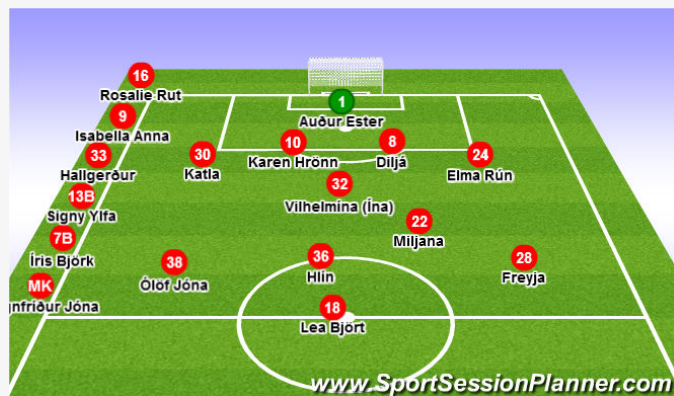 16
Rosalie Rut
1
Auður Ester
9
Isabella Anna
10
Karen Hrönn
8
Diljá
33
Hallgerður
30
Katla
24
Elma Rún
32
Vilhelmína (Ína)
13B
Signy Ylfa
22
Miljana
7B
Íris Björk
38
Ólöf Jóna
36
Hlín
28
Freyja
MK
gnfríður Jóna
18
Lea Björt
www.SportSessionPlanner.com